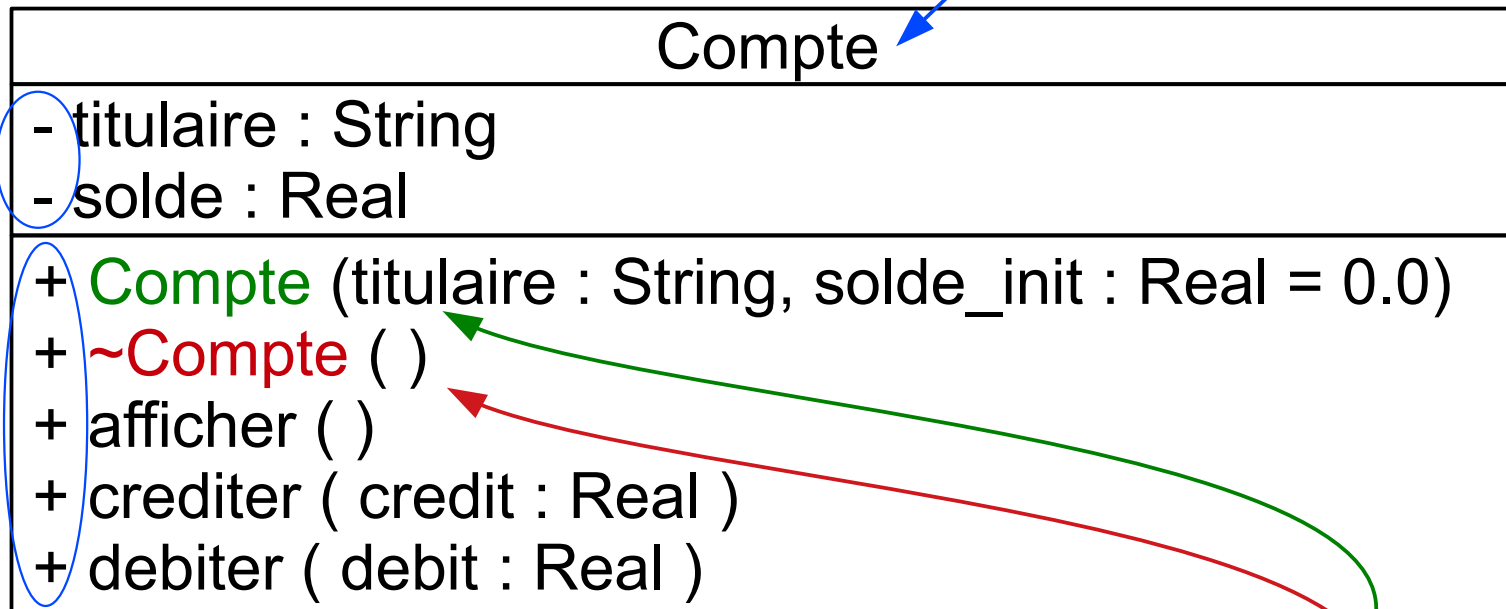 Compte
- titulaire : String
- solde : Real
+ Compte (titulaire : String, solde_init : Real = 0.0)
+ ~Compte ( )
+ afficher ( )
+ crediter ( credit : Real )
+ debiter ( debit : Real )